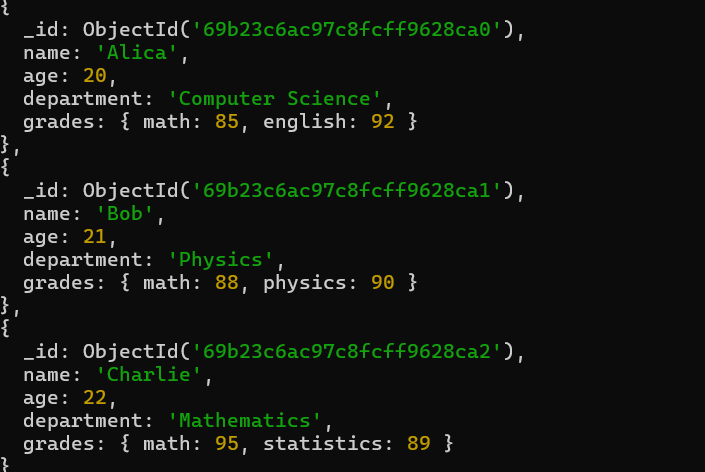 {
  _id: ObjectId('69b23c6ac97c8fcff9628ca0'),
  name: 'Alica',
  age: 20,
  department: 'Computer Science',
  grades: { math: 85, english: 92 }
},
{
  _id: ObjectId('69b23c6ac97c8fcff9628ca1'),
  name: 'Bob',
  age: 21,
  department: 'Physics',
  grades: { math: 88, physics: 90 }
},
{
  _id: ObjectId('69b23c6ac97c8fcff9628ca2'),
  name: 'Charlie',
  age: 22,
  department: 'Mathematics',
  grades: { math: 95, statistics: 89 }
}